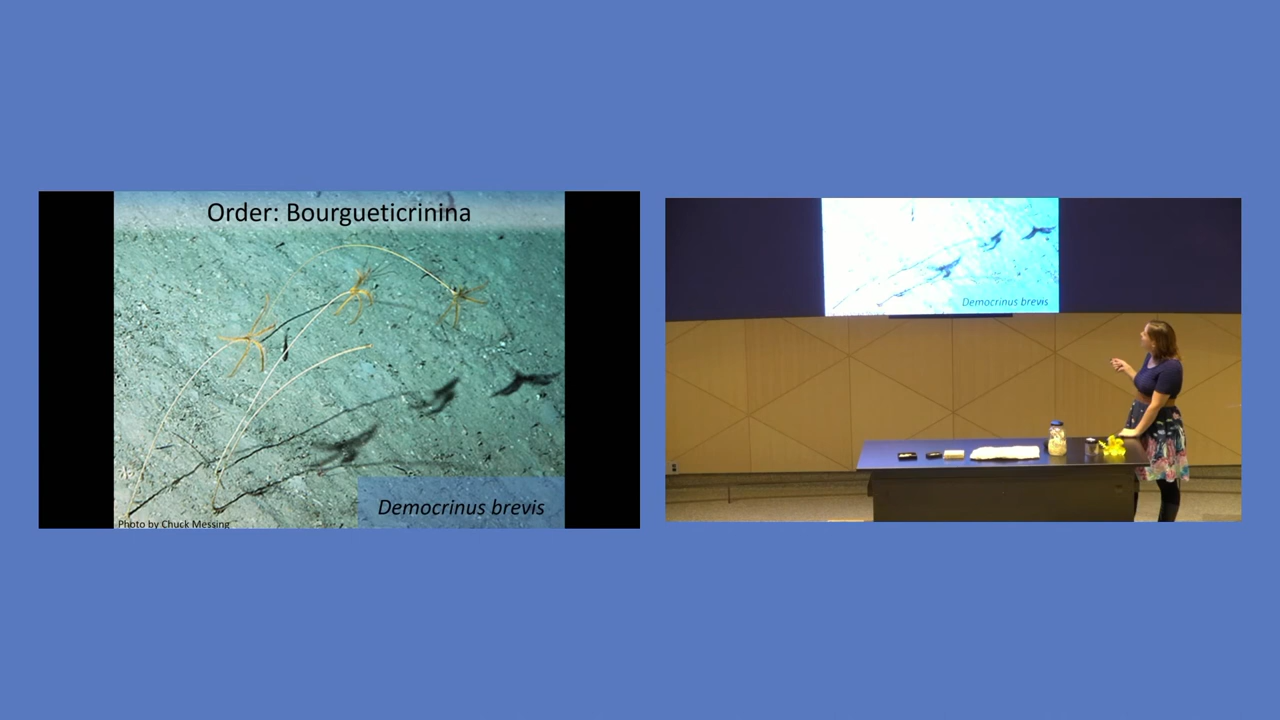 Order: Bourgueticrinina
Democrinus brevis
Photo by Chuck Messing
Democrinus brevis